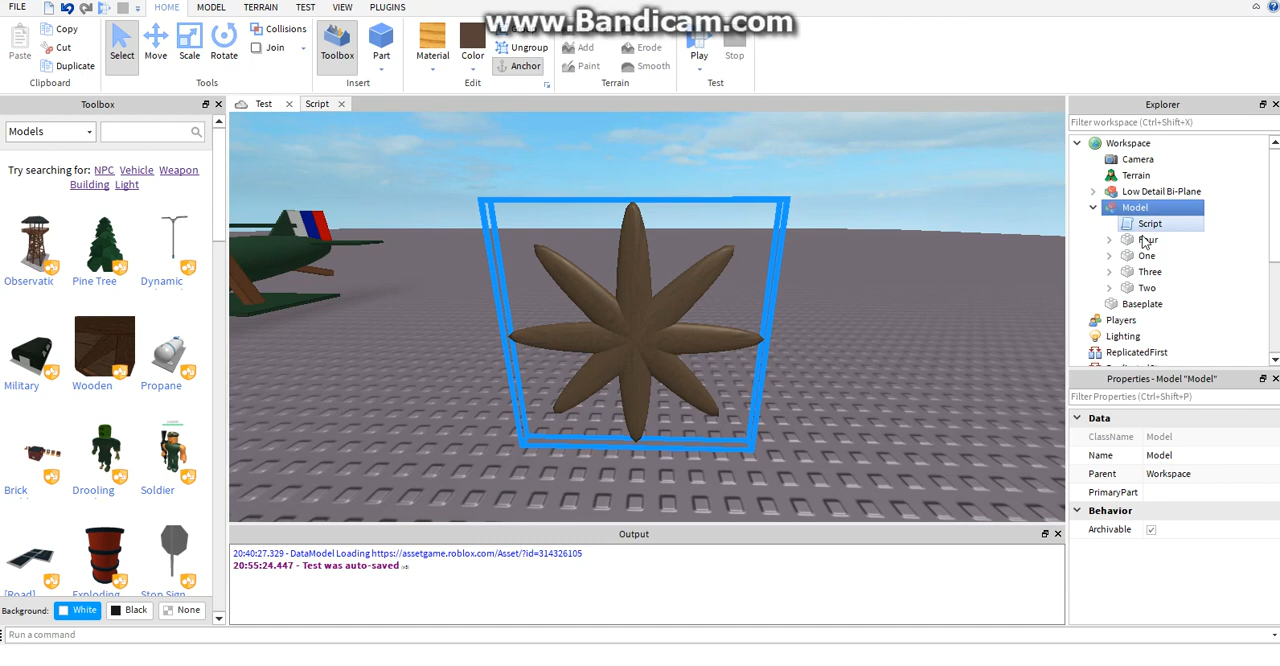 FILE HOME MODEL TERRAIN TEST VIEW PLUGINS
www.Bandicam.com
Paste Copy Cut Duplicate
Select Move Scale Rotate
Collisions
Join
Toolbox Part
Material Color
Ungroup
Anchor
Add Erode
Paint Smooth
Play Stop
Clipboard Tools Insert Edit Terrain Test
Toolbox
Models
Try searching for: NPC Vehicle Weapon
Building Light
Observatic Pine Tree Dynamic
Military Wooden Propane
Brick Drooling Soldier
[Road] Exploding Stop Sign
Background: White Black None
Test Script
Output
20:40:27.329 - DataModel Loading https://assetgame.roblox.com/Asset/?id=314326105
20:55:24.447 - Test was auto-saved
Run a command
Explorer
Filter workspace (Ctrl+Shift+X)
Workspace
Camera
Terrain
Low Detail Bi-Plane
Model
Script
One
Three
Two
Baseplate
Players
Lighting
ReplicatedFirst
Properties - Model "Model"
Filter Properties (Ctrl+Shift+P)
Data
ClassName Model
Name Model
Parent Workspace
PrimaryPart
Behavior
Archivable